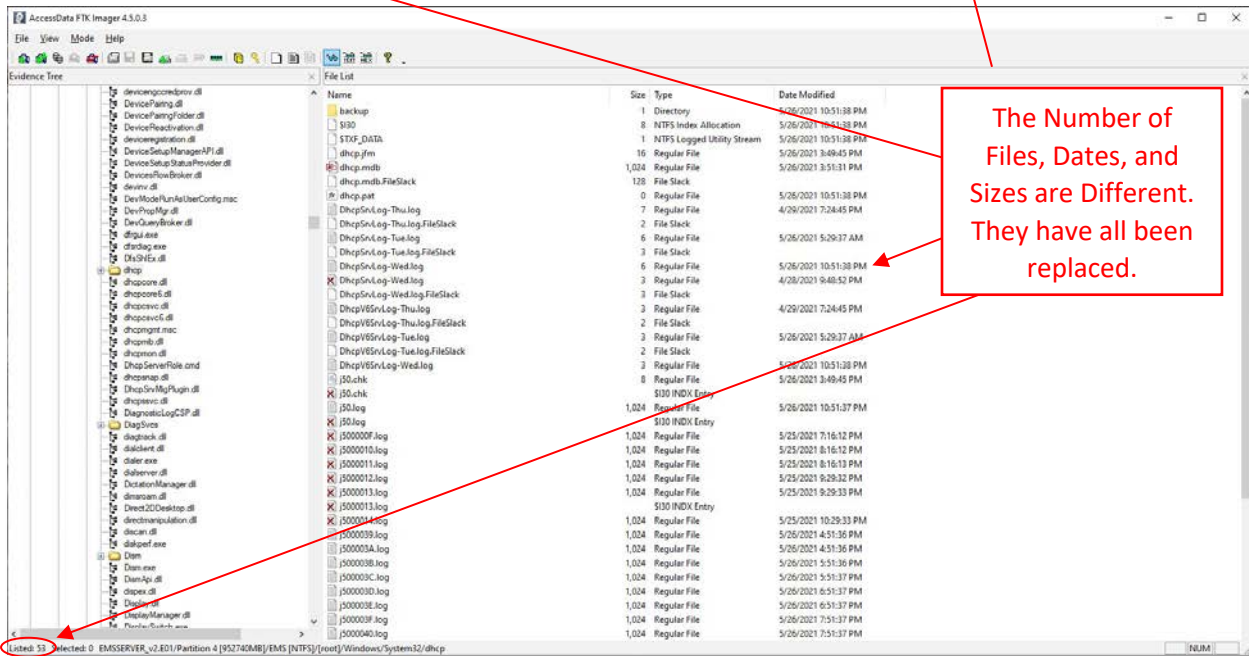 AccessData FTK Imager 4.5.0.3
File View Mode Help
Evidence Tree
File List
devicengccredprov.dll
DevicePairing.dll
DevicePairingFolder.dll
DeviceReactivation.dll
deviceregistration.dll
DeviceSetupManagerAPI.dll
DeviceSetupStatusProvider.dll
DevicesFlowBroker.dll
devinv.dll
DevModeRunAsUserConfig.msc
DevPropMgr.dll
DevQueryBroker.dll
dfrgui.exe
dfsrdiag.exe
DfsShlEx.dll
dhcp
dhcpcore.dll
dhcpcore6.dll
dhcpcsvc.dll
dhcpcsvc6.dll
dhcpmgmt.msc
dhcpmib.dll
dhcpmon.dll
DhcpServerRole.cmd
dhcpsnap.dll
DhcpSrvMigPlugin.dll
dhcpssvc.dll
DiagnosticLogCSP.dll
DiagSvcs
diagtrack.dll
dialclient.dll
dialer.exe
dialserver.dll
DictationManager.dll
dimsroam.dll
Direct2DDesktop.dll
directmanipulation.dll
discan.dll
diskperf.exe
Dism
Dism.exe
DismApi.dll
dispex.dll
Display.dll
DisplayManager.dll
DisplaySwitch.exe
Name Size Type Date Modified
backup 1 Directory 5/26/2021 10:51:38 PM
$I30 8 NTFS Index Allocation 5/26/2021 10:51:38 PM
$TXF_DATA 1 NTFS Logged Utility Stream 5/26/2021 10:51:38 PM
dhcp.jfm 16 Regular File 5/26/2021 3:49:45 PM
dhcp.mdb 1,024 Regular File 5/26/2021 3:51:31 PM
dhcp.mdb.FileSlack 128 File Slack
dhcp.pat 0 Regular File 5/26/2021 10:51:38 PM
DhcpSrvLog-Thu.log 7 Regular File 4/29/2021 7:24:45 PM
DhcpSrvLog-Thu.log.FileSlack 2 File Slack
DhcpSrvLog-Tue.log 6 Regular File 5/26/2021 5:29:37 AM
DhcpSrvLog-Tue.log.FileSlack 3 File Slack
DhcpSrvLog-Wed.log 6 Regular File 5/26/2021 10:51:38 PM
DhcpSrvLog-Wed.log 3 Regular File 4/28/2021 9:48:52 PM
DhcpSrvLog-Wed.log.FileSlack 3 File Slack
DhcpV6SrvLog-Thu.log 3 Regular File 4/29/2021 7:24:45 PM
DhcpV6SrvLog-Thu.log.FileSlack 2 File Slack
DhcpV6SrvLog-Tue.log 3 Regular File 5/26/2021 5:29:37 AM
DhcpV6SrvLog-Tue.log.FileSlack 2 File Slack
DhcpV6SrvLog-Wed.log 3 Regular File 5/26/2021 10:51:38 PM
j50.chk 8 Regular File 5/26/2021 3:49:45 PM
j50.chk $I30 INDX Entry
j50.log 1,024 Regular File 5/26/2021 10:51:37 PM
j50.log $I30 INDX Entry
j500000F.log 1,024 Regular File 5/25/2021 7:16:12 PM
j5000010.log 1,024 Regular File 5/25/2021 8:16:12 PM
j5000011.log 1,024 Regular File 5/25/2021 8:16:13 PM
j5000012.log 1,024 Regular File 5/25/2021 9:29:32 PM
j5000013.log 1,024 Regular File 5/25/2021 9:29:33 PM
j5000013.log $I30 INDX Entry
j5000014.log 1,024 Regular File 5/25/2021 10:29:33 PM
j5000039.log 1,024 Regular File 5/26/2021 4:51:36 PM
j500003A.log 1,024 Regular File 5/26/2021 4:51:36 PM
j500003B.log 1,024 Regular File 5/26/2021 5:51:36 PM
j500003C.log 1,024 Regular File 5/26/2021 5:51:37 PM
j500003D.log 1,024 Regular File 5/26/2021 6:51:37 PM
j500003E.log 1,024 Regular File 5/26/2021 6:51:37 PM
j500003F.log 1,024 Regular File 5/26/2021 7:51:37 PM
j5000040.log 1,024 Regular File 5/26/2021 7:51:37 PM
The Number of
Files, Dates, and
Sizes are Different.
They have all been
replaced.
Listed: 53 Selected: 0 EMSSERVER_v2.E01/Partition 4 [952740MB]/EMS [NTFS]/[root]/Windows/System32/dhcp NUM